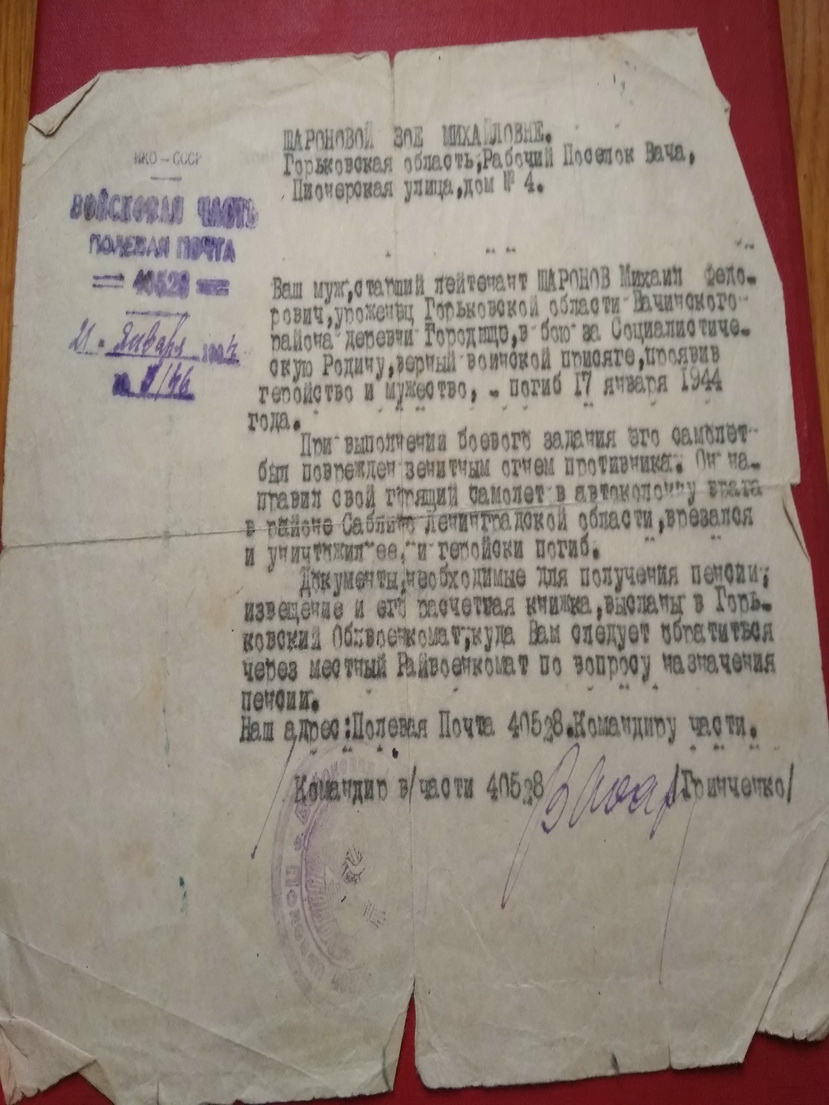 НКО – СССР
ВОЙСКОВАЯ ЧАСТЬ
ПОЛЕВАЯ ПОЧТА
40528
21 января 1944
№ /46
ШАРОНОВОЙ ЗОЕ МИХАЙЛОВНЕ.
Горьковская область,Рабочий Поселок Вача,
Пионерская улица,дом № 4.
Ваш муж,старший лейтенант ШАРОНОВ Михаил Федо-
рович,уроженец Горьковской области Вачинского
района деревни Городищр,в бою за Социалистиче-
скую Родину,верный воинской присяге,проявив
геройство и мужество, - погиб 17 января 1944
года.
При выполнении боевого задания его самолет
был поврежден зенитным огнем противника. Он на-
правил свой горящий самолет в автоколонну врага
в районе Саблино Ленинградской области,врезался
и уничтожил ее, и геройски погиб.
Документы,необходимые для получения пенсии;
извещение и его расчетная книжка,высланы в Горь-
ковский Облвоенкомат,куда Вам следует обратиться
через местный Райвоенкомат по вопросу назначения
пенсии.
Наш адрес:Полевая Почта 40528.Командиру части.
Командир в/части 40528 /Гринченко/